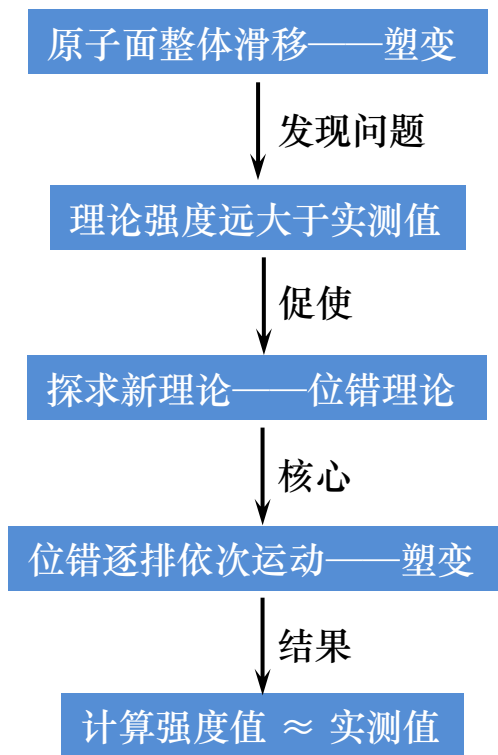 原子面整体滑移——塑变
发现问题
理论强度远大于实测值
促使
探求新理论——位错理论
核心
位错逐排依次运动——塑变
结果
计算强度值 ≈ 实测值